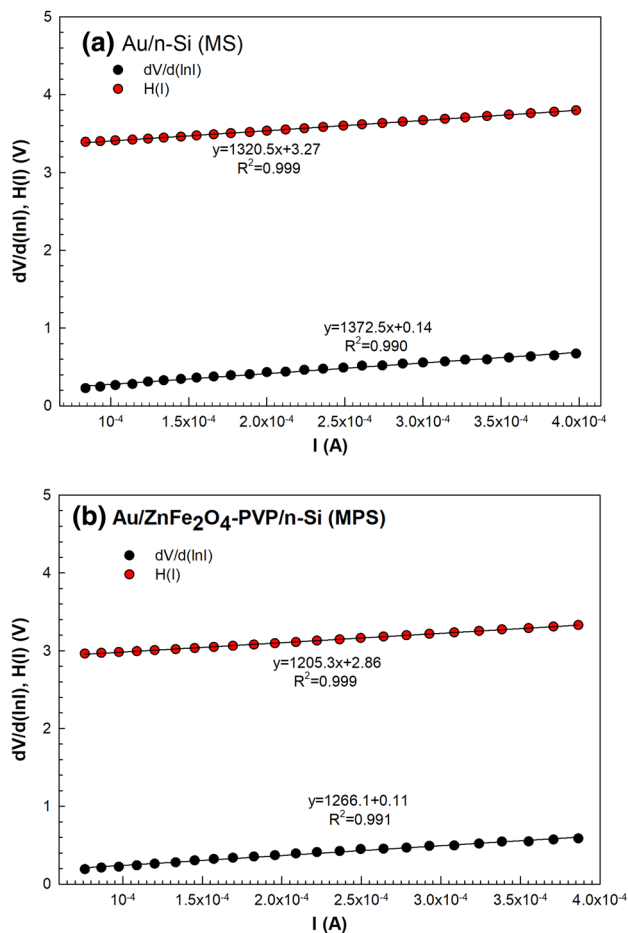 (a) Au/n-Si (MS)
dV/d(lnI)
H(I)
y=1320.5x+3.27
R²=0.999
y=1372.5x+0.14
R²=0.990
dV/d(lnI), H(I) (V)
5
4
3
2
1
0
10⁻⁴ 1.5x10⁻⁴ 2.0x10⁻⁴ 2.5x10⁻⁴ 3.0x10⁻⁴ 3.5x10⁻⁴ 4.0x10⁻⁴
I (A)
(b) Au/ZnFe₂O₄-PVP/n-Si (MPS)
dV/d(lnI)
H(I)
y=1205.3x+2.86
R²=0.999
y=1266.1+0.11
R²=0.991
dV/d(lnI), H(I) (V)
5
4
3
2
1
0
10⁻⁴ 1.5x10⁻⁴ 2.0x10⁻⁴ 2.5x10⁻⁴ 3.0x10⁻⁴ 3.5x10⁻⁴ 4.0x10⁻⁴
I (A)